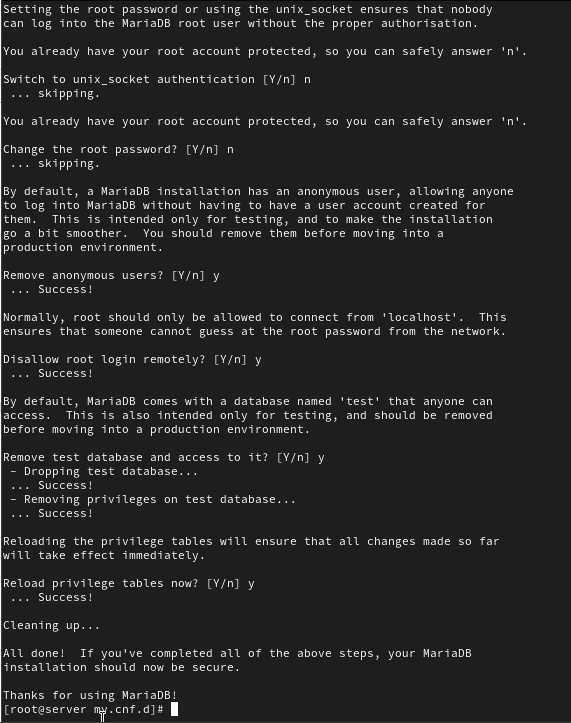 Setting the root password or using the unix_socket ensures that nobody
can log into the MariaDB root user without the proper authorisation.
You already have your root account protected, so you can safely answer 'n'.
Switch to unix_socket authentication [Y/n] n
... skipping.
You already have your root account protected, so you can safely answer 'n'.
Change the root password? [Y/n] n
... skipping.
By default, a MariaDB installation has an anonymous user, allowing anyone
to log into MariaDB without having to have a user account created for
them.  This is intended only for testing, and to make the installation
go a bit smoother.  You should remove them before moving into a
production environment.
Remove anonymous users? [Y/n] y
... Success!
Normally, root should only be allowed to connect from 'localhost'.  This
ensures that someone cannot guess at the root password from the network.
Disallow root login remotely? [Y/n] y
... Success!
By default, MariaDB comes with a database named 'test' that anyone can
access.  This is also intended only for testing, and should be removed
before moving into a production environment.
Remove test database and access to it? [Y/n] y
- Dropping test database...
... Success!
- Removing privileges on test database...
... Success!
Reloading the privilege tables will ensure that all changes made so far
will take effect immediately.
Reload privilege tables now? [Y/n] y
... Success!
Cleaning up...
All done!  If you've completed all of the above steps, your MariaDB
installation should now be secure.
Thanks for using MariaDB!
[root@server my.cnf.d]#